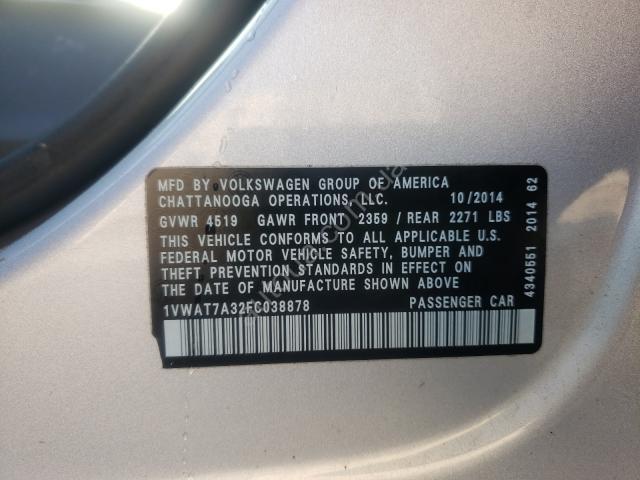 MFD BY VOLKSWAGEN GROUP OF AMERICA
CHATTANOOGA OPERATIONS, LLC. 10/2014
GVWR 4519 GAWR FRONT 2359 / REAR 2271 LBS
THIS VEHICLE CONFORMS TO ALL APPLICABLE U.S.
FEDERAL MOTOR VEHICLE SAFETY, BUMPER AND
THEFT PREVENTION STANDARDS IN EFFECT ON
THE DATE OF MANUFACTURE SHOWN ABOVE
1VWAT7A32FC038878 PASSENGER CAR
4340551 2014 62